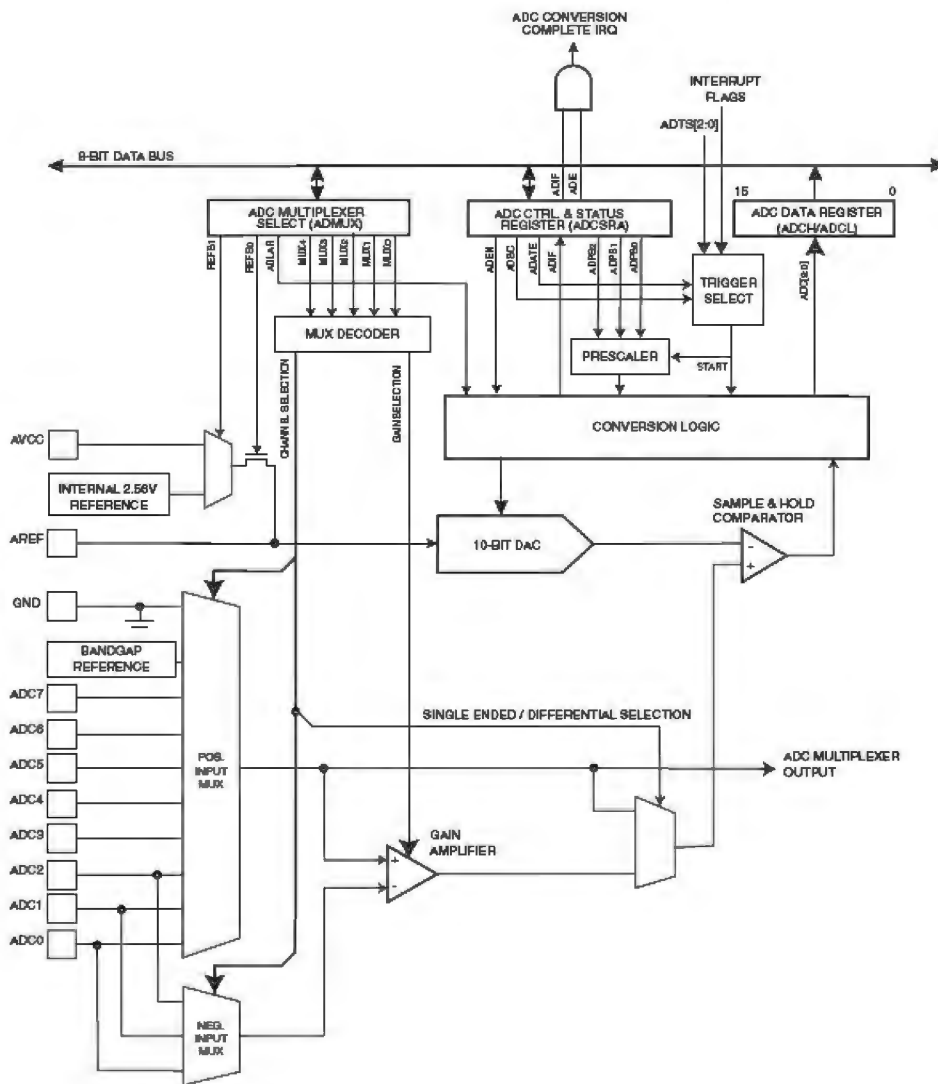 ADC CONVERSION
COMPLETE IRQ
INTERRUPT
FLAGS
ADTS[2:0]
8-BIT DATA BUS
ADIF
ADIE
15
0
ADC MULTIPLEXER
SELECT (ADMUX)
ADC CTRL. & STATUS
REGISTER (ADCSRA)
ADC DATA REGISTER
(ADCH/ADCL)
REFS1
REFS0
ADLAR
MUX4
MUX3
MUX2
MUX1
MUX0
ADEN
ADSC
ADATE
ADIF
ADPS2
ADPS1
ADPS0
ADC[9:0]
TRIGGER
SELECT
MUX DECODER
PRESCALER
START
CHANNEL SELECTION
GAIN SELECTION
CONVERSION LOGIC
AVCC
INTERNAL 2.56V
REFERENCE
SAMPLE & HOLD
COMPARATOR
AREF
10-BIT DAC
-
+
GND
BANDGAP
REFERENCE
ADC7
SINGLE ENDED / DIFFERENTIAL SELECTION
ADC6
ADC5
POS.
INPUT
MUX
ADC MULTIPLEXER
OUTPUT
ADC4
ADC3
GAIN
AMPLIFIER
+
-
ADC2
ADC1
ADC0
NEG.
INPUT
MUX